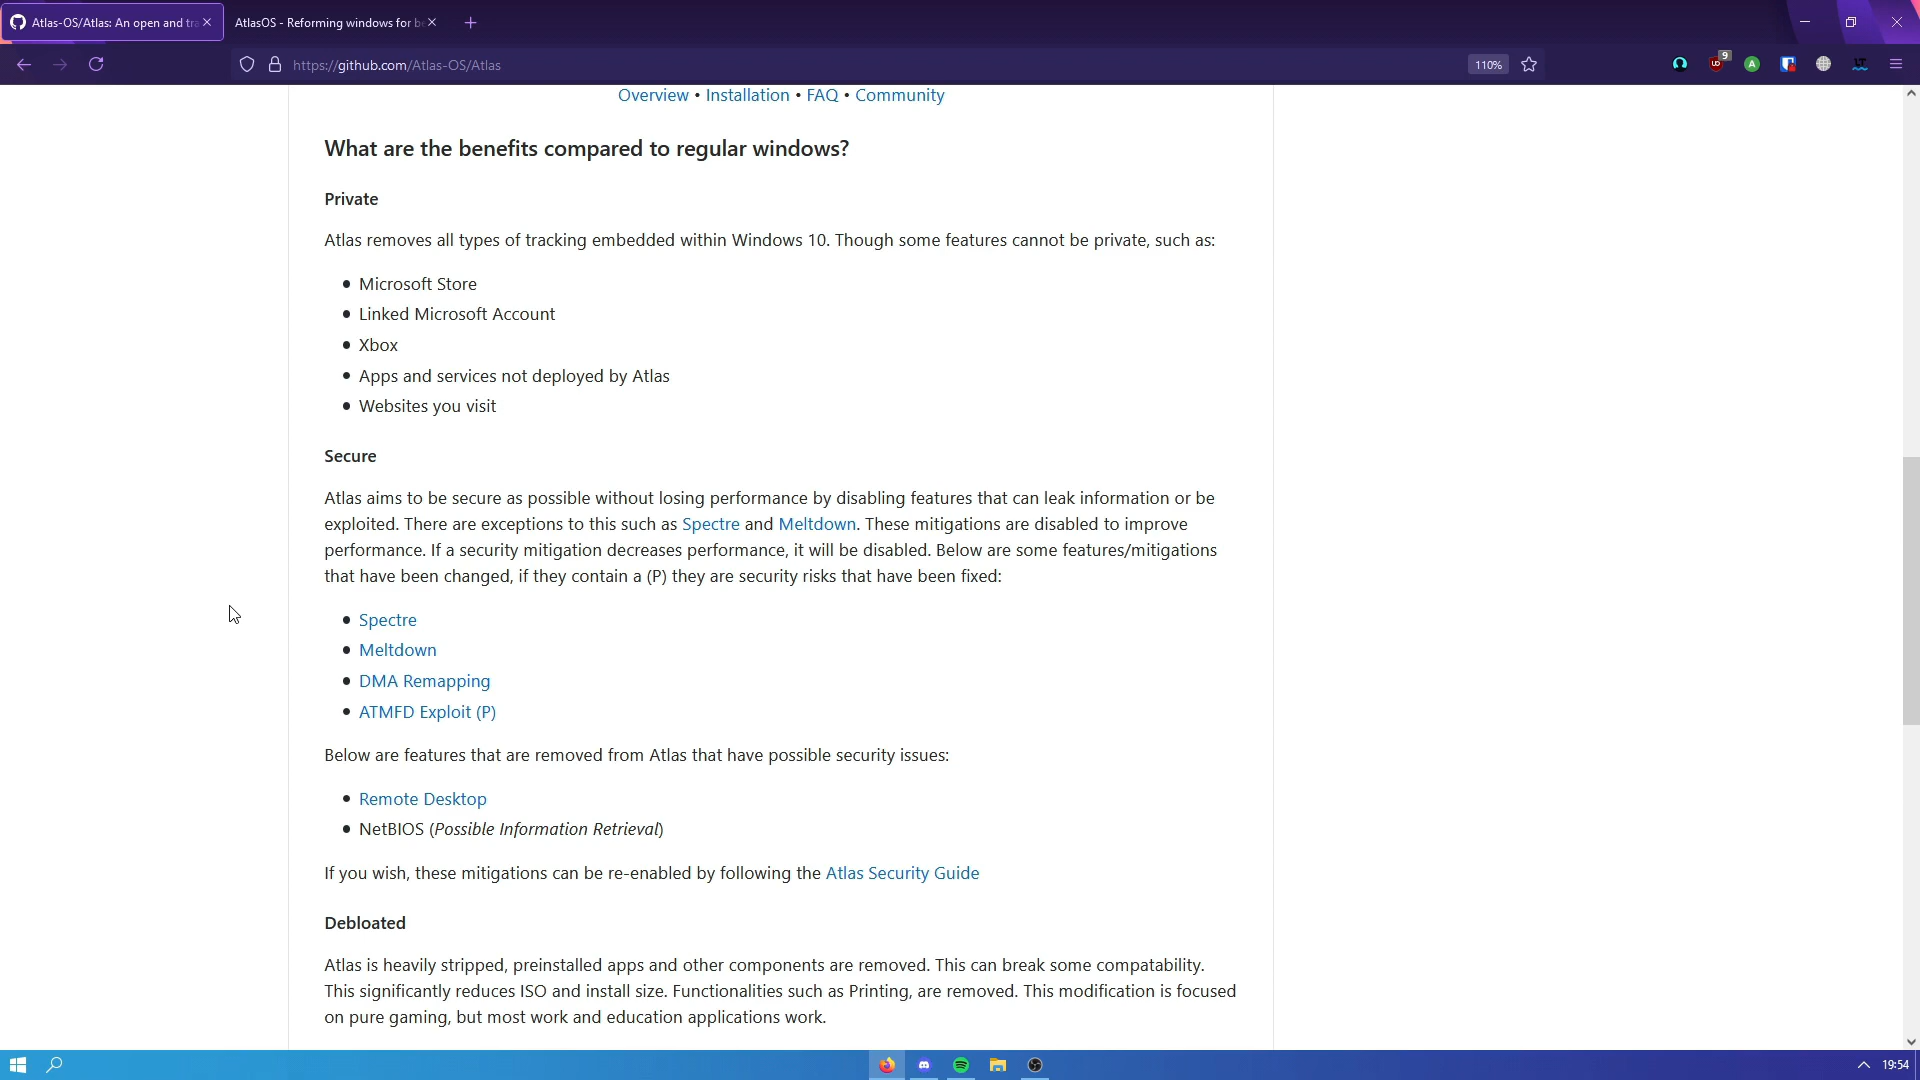 Atlas-OS/Atlas: An open and tra
AtlasOS - Reforming windows for be
https://github.com/Atlas-OS/Atlas
110%
9
Overview • Installation • FAQ • Community
What are the benefits compared to regular windows?
Private
Atlas removes all types of tracking embedded within Windows 10. Though some features cannot be private, such as:
• Microsoft Store
• Linked Microsoft Account
• Xbox
• Apps and services not deployed by Atlas
• Websites you visit
Secure
Atlas aims to be secure as possible without losing performance by disabling features that can leak information or be
exploited. There are exceptions to this such as Spectre and Meltdown. These mitigations are disabled to improve
performance. If a security mitigation decreases performance, it will be disabled. Below are some features/mitigations
that have been changed, if they contain a (P) they are security risks that have been fixed:
• Spectre
• Meltdown
• DMA Remapping
• ATMFD Exploit (P)
Below are features that are removed from Atlas that have possible security issues:
• Remote Desktop
• NetBIOS (Possible Information Retrieval)
If you wish, these mitigations can be re-enabled by following the Atlas Security Guide
Debloated
Atlas is heavily stripped, preinstalled apps and other components are removed. This can break some compatability.
This significantly reduces ISO and install size. Functionalities such as Printing, are removed. This modification is focused
on pure gaming, but most work and education applications work.
19:54